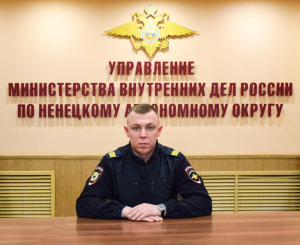 УПРАВЛЕНИЕ
МИНИСТЕРСТВА ВНУТРЕННИХ ДЕЛ РОССИИ
ПО НЕНЕЦКОМУ АВТОНОМНОМУ ОКРУГУ